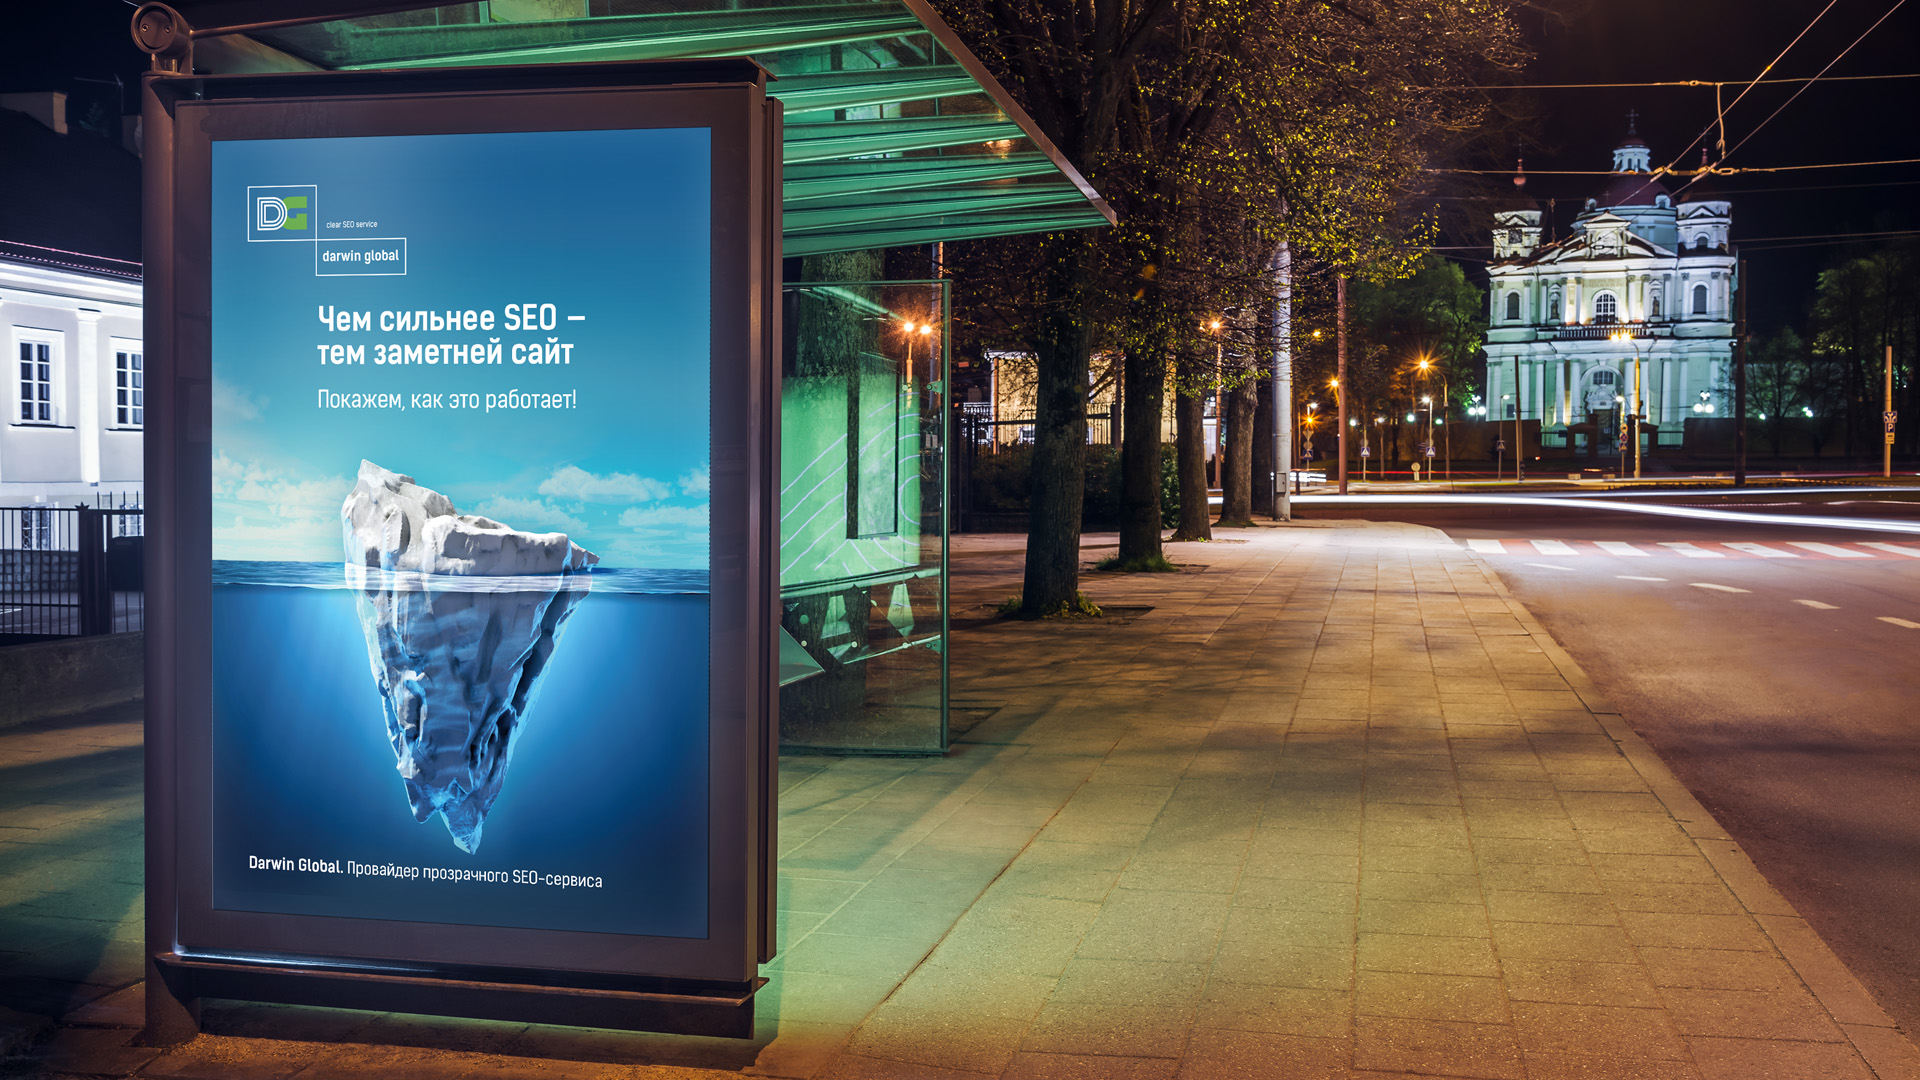 DG
clear SEO service
darwin global
Чем сильнее SEO –
тем заметней сайт
Покажем, как это работает!
Darwin Global. Провайдер прозрачного SEO-сервиса
P